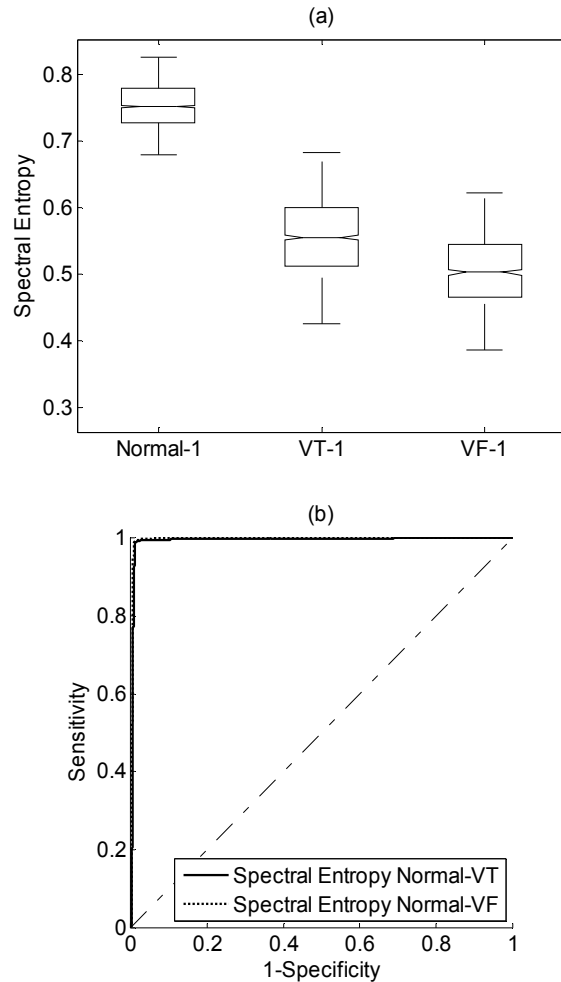 (a)
Spectral Entropy
0.8
0.7
0.6
0.5
0.4
0.3
Normal-1 VT-1 VF-1
(b)
Sensitivity
1
0.8
0.6
0.4
0.2
0
Spectral Entropy Normal-VT
Spectral Entropy Normal-VF
0 0.2 0.4 0.6 0.8 1
1-Specificity